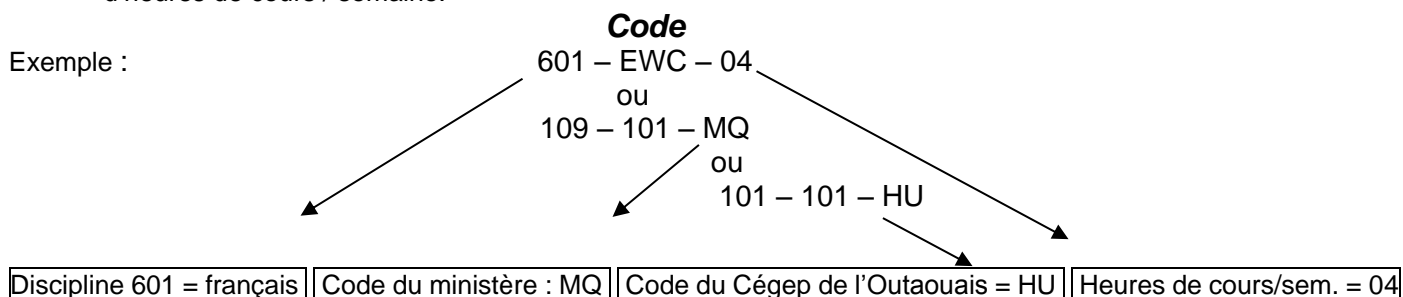 d'heures de cours / semaine.
Code
Exemple : 601 – EWC – 04
ou
109 – 101 – MQ
ou
101 – 101 – HU
Discipline 601 = français Code du ministère : MQ Code du Cégep de l'Outaouais = HU Heures de cours/sem. = 04